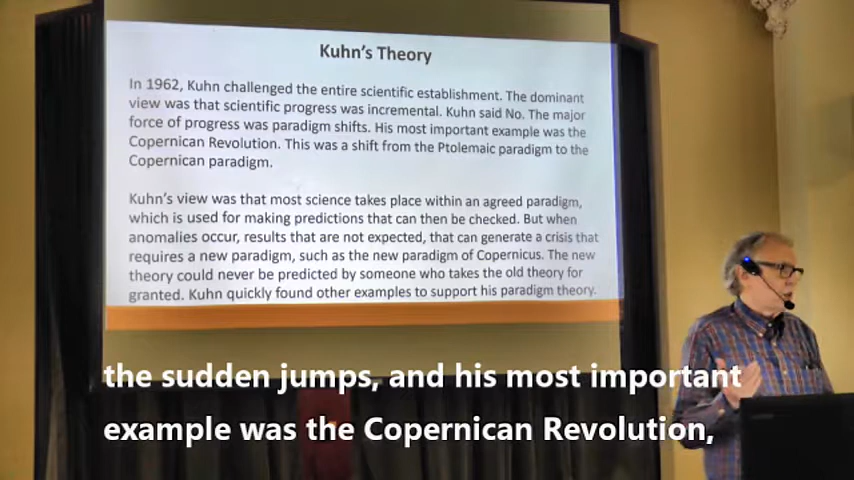 Kuhn's Theory
In 1962, Kuhn challenged the entire scientific establishment. The dominant
view was that scientific progress was incremental. Kuhn said No. The major
force of progress was paradigm shifts. His most important example was the
Copernican Revolution. This was a shift from the Ptolemaic paradigm to the
Copernican paradigm.
Kuhn's view was that most science takes place within an agreed paradigm,
which is used for making predictions that can then be checked. But when
anomalies occur, results that are not expected, that can generate a crisis that
requires a new paradigm, such as the new paradigm of Copernicus. The new
theory could never be predicted by someone who takes the old theory for
granted. Kuhn quickly found other examples to support his paradigm theory.
the sudden jumps, and his most important
example was the Copernican Revolution,